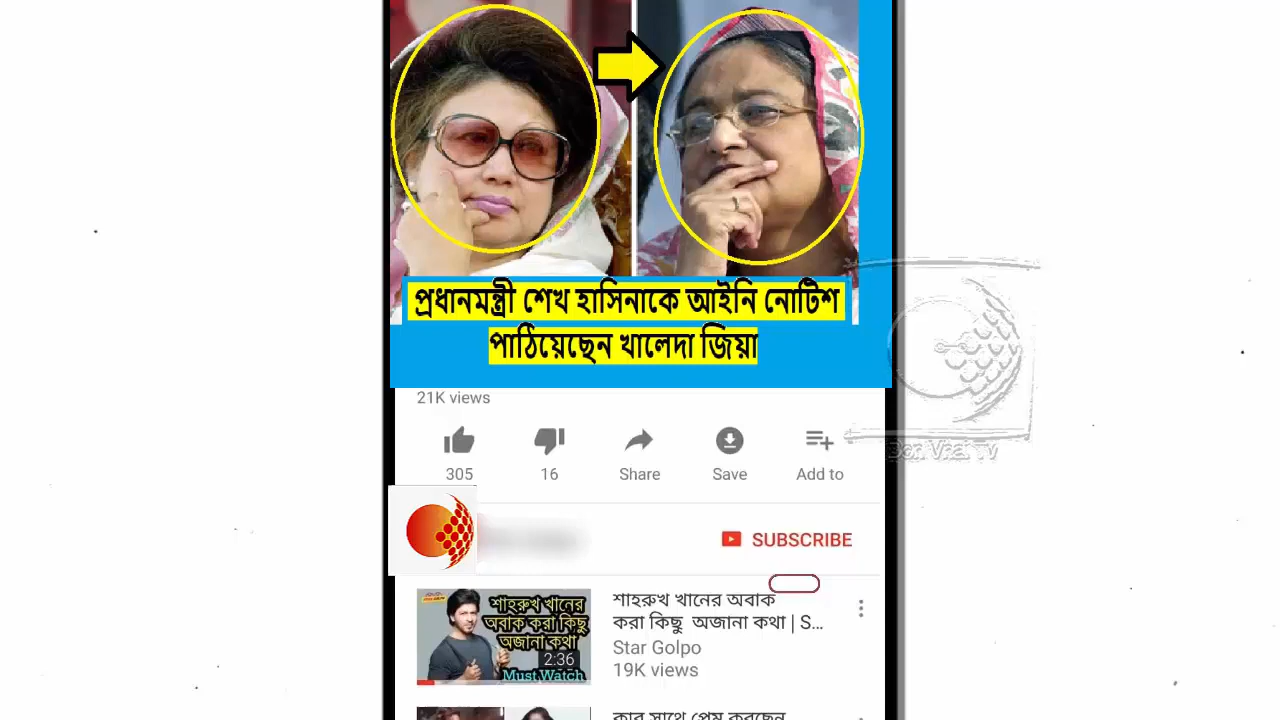 প্রধানমন্ত্রী শেখ হাসিনাকে আইনি নোটিশ
পাঠিয়েছেন খালেদা জিয়া
21K views
305
16
Share
Save
Add to
SUBSCRIBE
শাহরুখ খানের
অবাক করা কিছু
অজানা কথা
2:36
Must Watch
শাহরুখ খানের অবাক
করা কিছু অজানা কথা | S...
Star Golpo
19K views
কার সাথে প্রেম করছেন